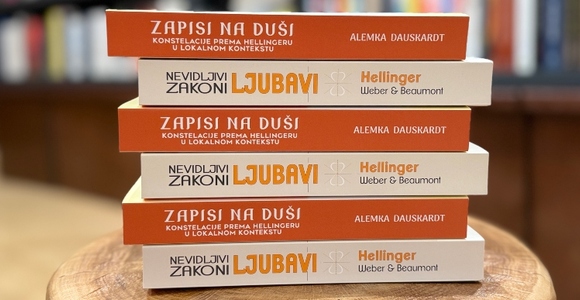 ZAPISI NA DUŠI
KONSTELACIJE PREMA HELLINGERU
U LOKALNOM KONTEKSTU
ALEMKA DAUSKARDT
NEVIDLJIVI
ZAKONI
LJUBAVI
Hellinger
Weber & Beaumont
ZAPISI NA DUŠI
KONSTELACIJE PREMA HELLINGERU
U LOKALNOM KONTEKSTU
ALEMKA DAUSKARDT
NEVIDLJIVI
ZAKONI
LJUBAVI
Hellinger
Weber & Beaumont
ZAPISI NA DUŠI
KONSTELACIJE PREMA HELLINGERU
U LOKALNOM KONTEKSTU
ALEMKA DAUSKARDT
NEVIDLJIVI
ZAKONI
LJUBAVI
Hellinger
Weber & Beaumont